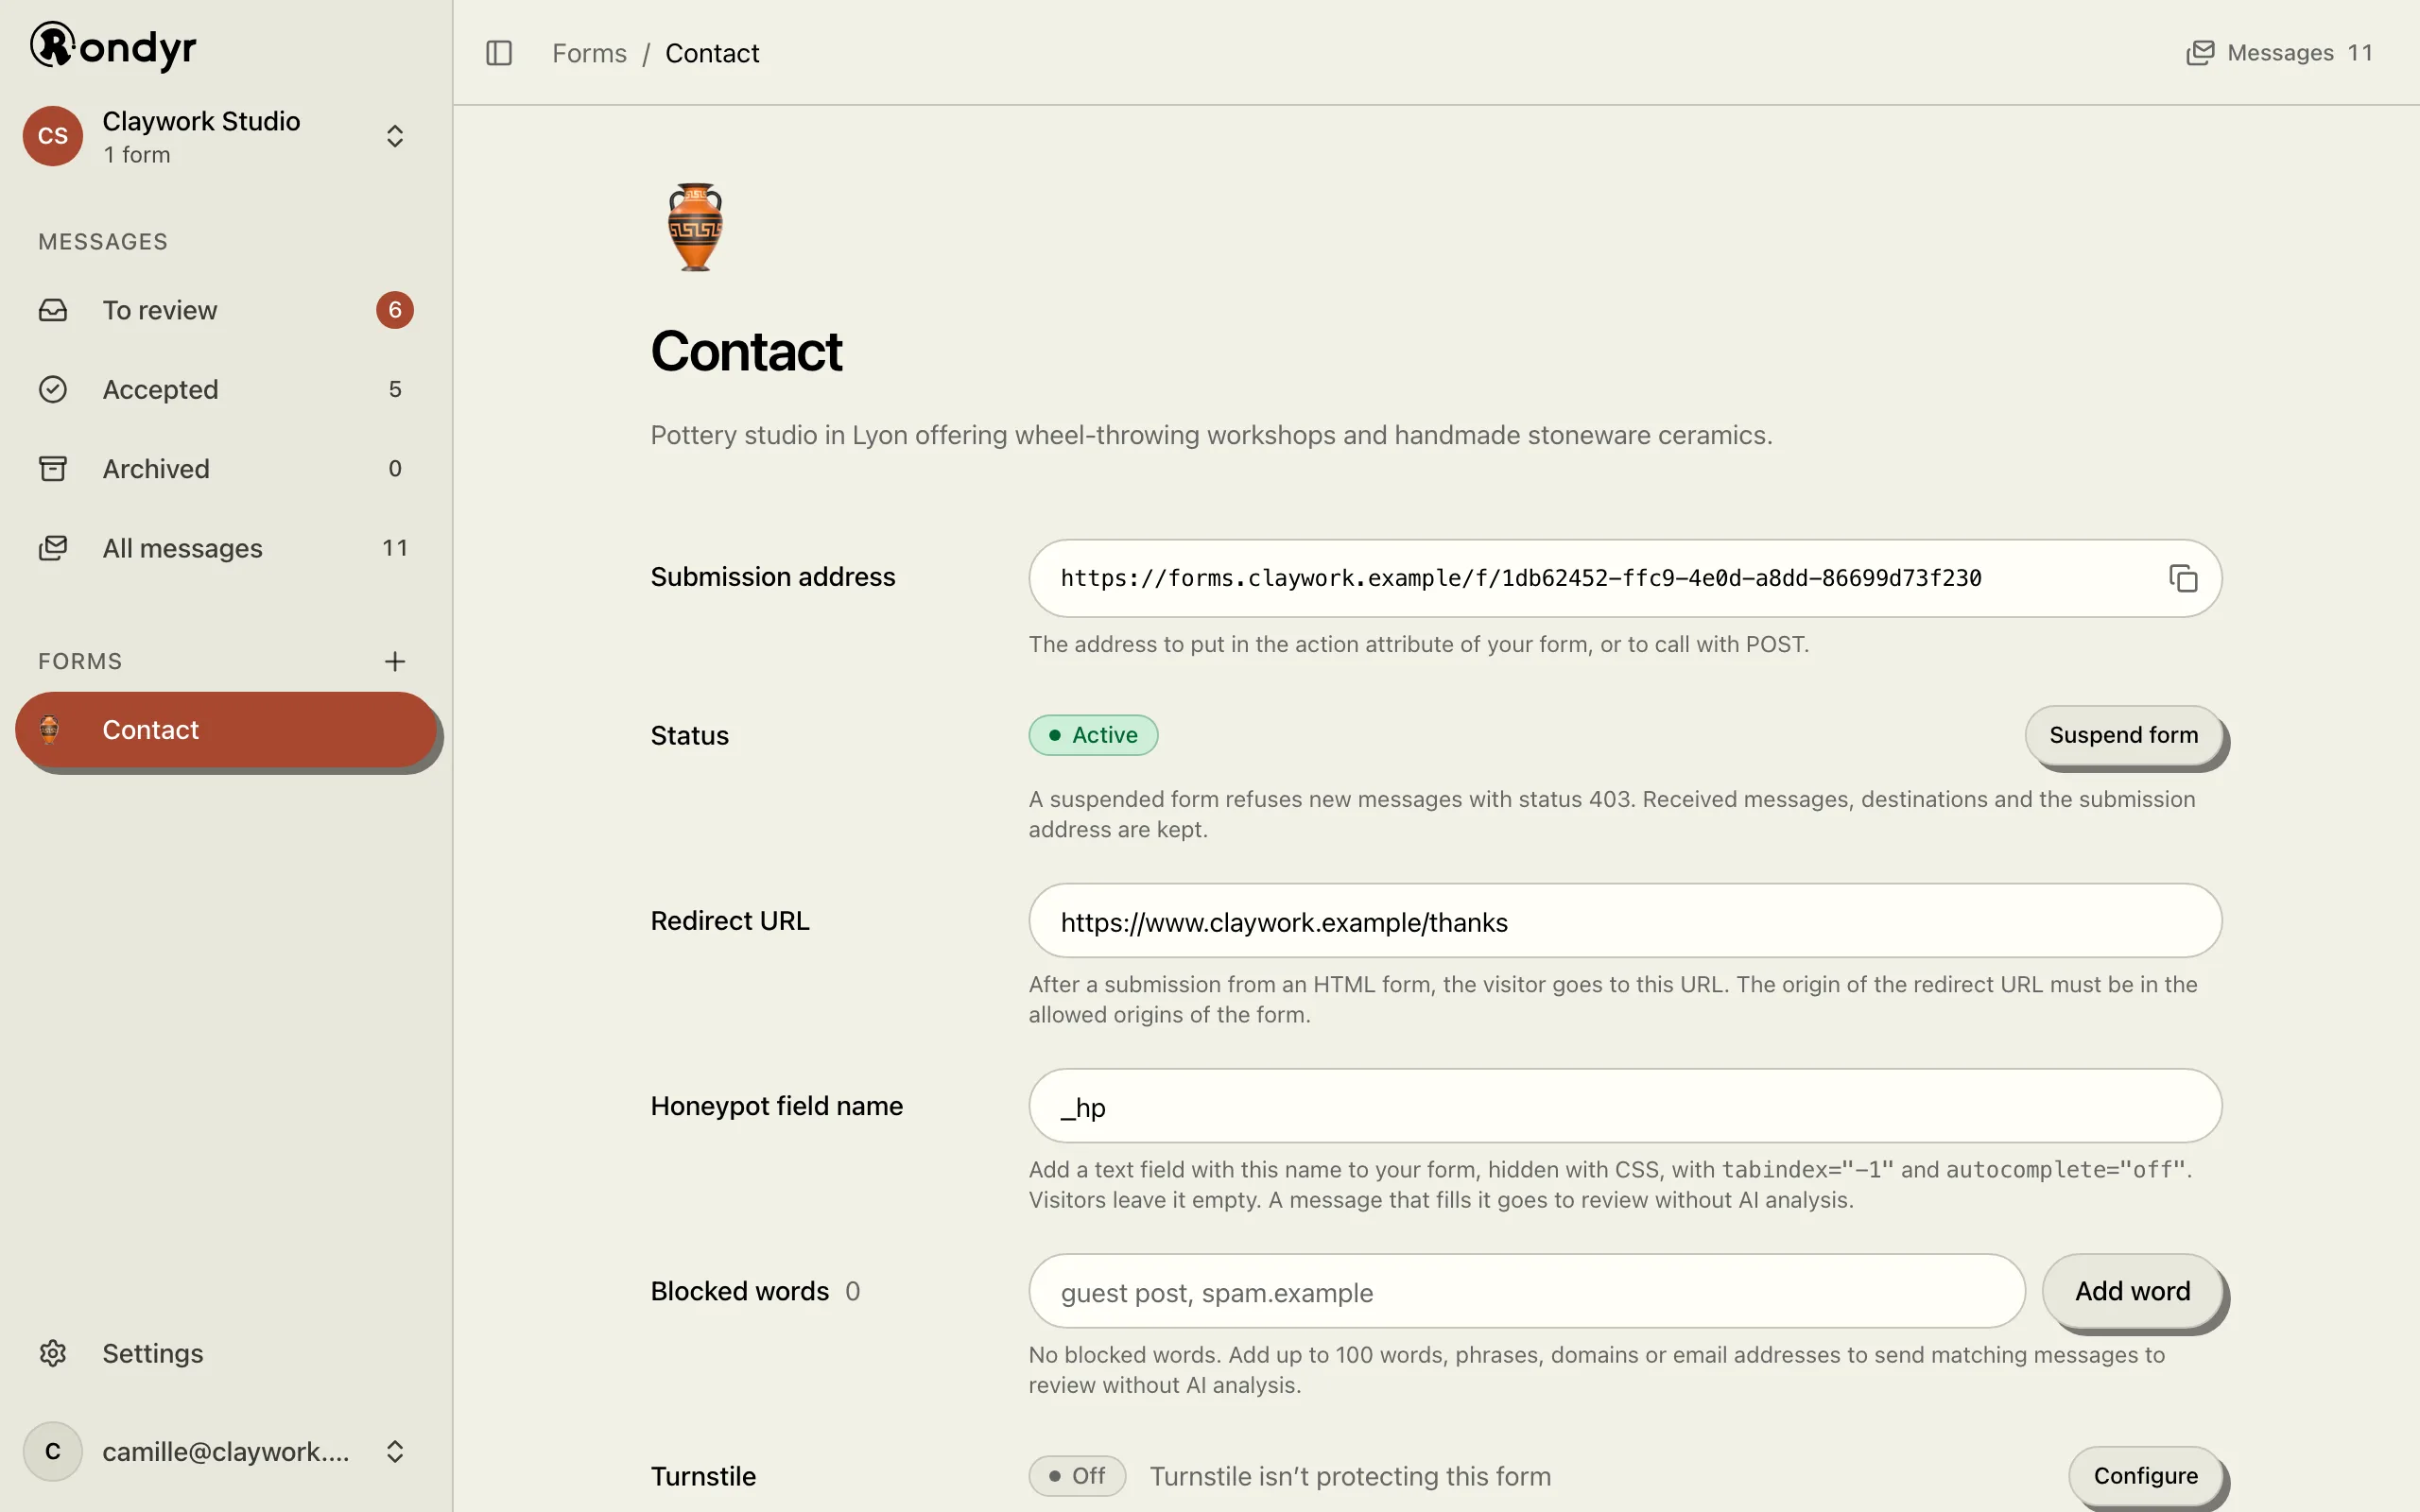 Rondyr
CS
Claywork Studio
1 form
MESSAGES
To review 6
Accepted 5
Archived 0
All messages 11
FORMS
Contact
Settings
C
camille@claywork....
Forms / Contact
Messages 11
Contact
Pottery studio in Lyon offering wheel-throwing workshops and handmade stoneware ceramics.
Submission address
https://forms.claywork.example/f/1db62452-ffc9-4e0d-a8dd-86699d73f230
The address to put in the action attribute of your form, or to call with POST.
Status
Active
Suspend form
A suspended form refuses new messages with status 403. Received messages, destinations and the submission
address are kept.
Redirect URL
https://www.claywork.example/thanks
After a submission from an HTML form, the visitor goes to this URL. The origin of the redirect URL must be in the
allowed origins of the form.
Honeypot field name
_hp
Add a text field with this name to your form, hidden with CSS, with tabindex="-1" and autocomplete="off".
Visitors leave it empty. A message that fills it goes to review without AI analysis.
Blocked words 0
guest post, spam.example
Add word
No blocked words. Add up to 100 words, phrases, domains or email addresses to send matching messages to
review without AI analysis.
Turnstile
Off
Turnstile isn’t protecting this form
Configure